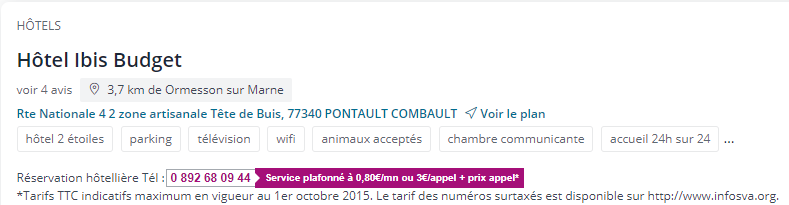 HÔTELS
Hôtel Ibis Budget
voir 4 avis 3,7 km de Ormesson sur Marne
Rte Nationale 4 2 zone artisanale Tête de Buis, 77340 PONTAULT COMBAULT Voir le plan
hôtel 2 étoiles parking télévision wifi animaux acceptés chambre communicante accueil 24h sur 24 ...
Réservation hôtellière Tél : 0 892 68 09 44 Service plafonné à 0,80€/mn ou 3€/appel + prix appel*
*Tarifs TTC indicatifs maximum en vigueur au 1er octobre 2015. Le tarif des numéros surtaxés est disponible sur http://www.infosva.org.